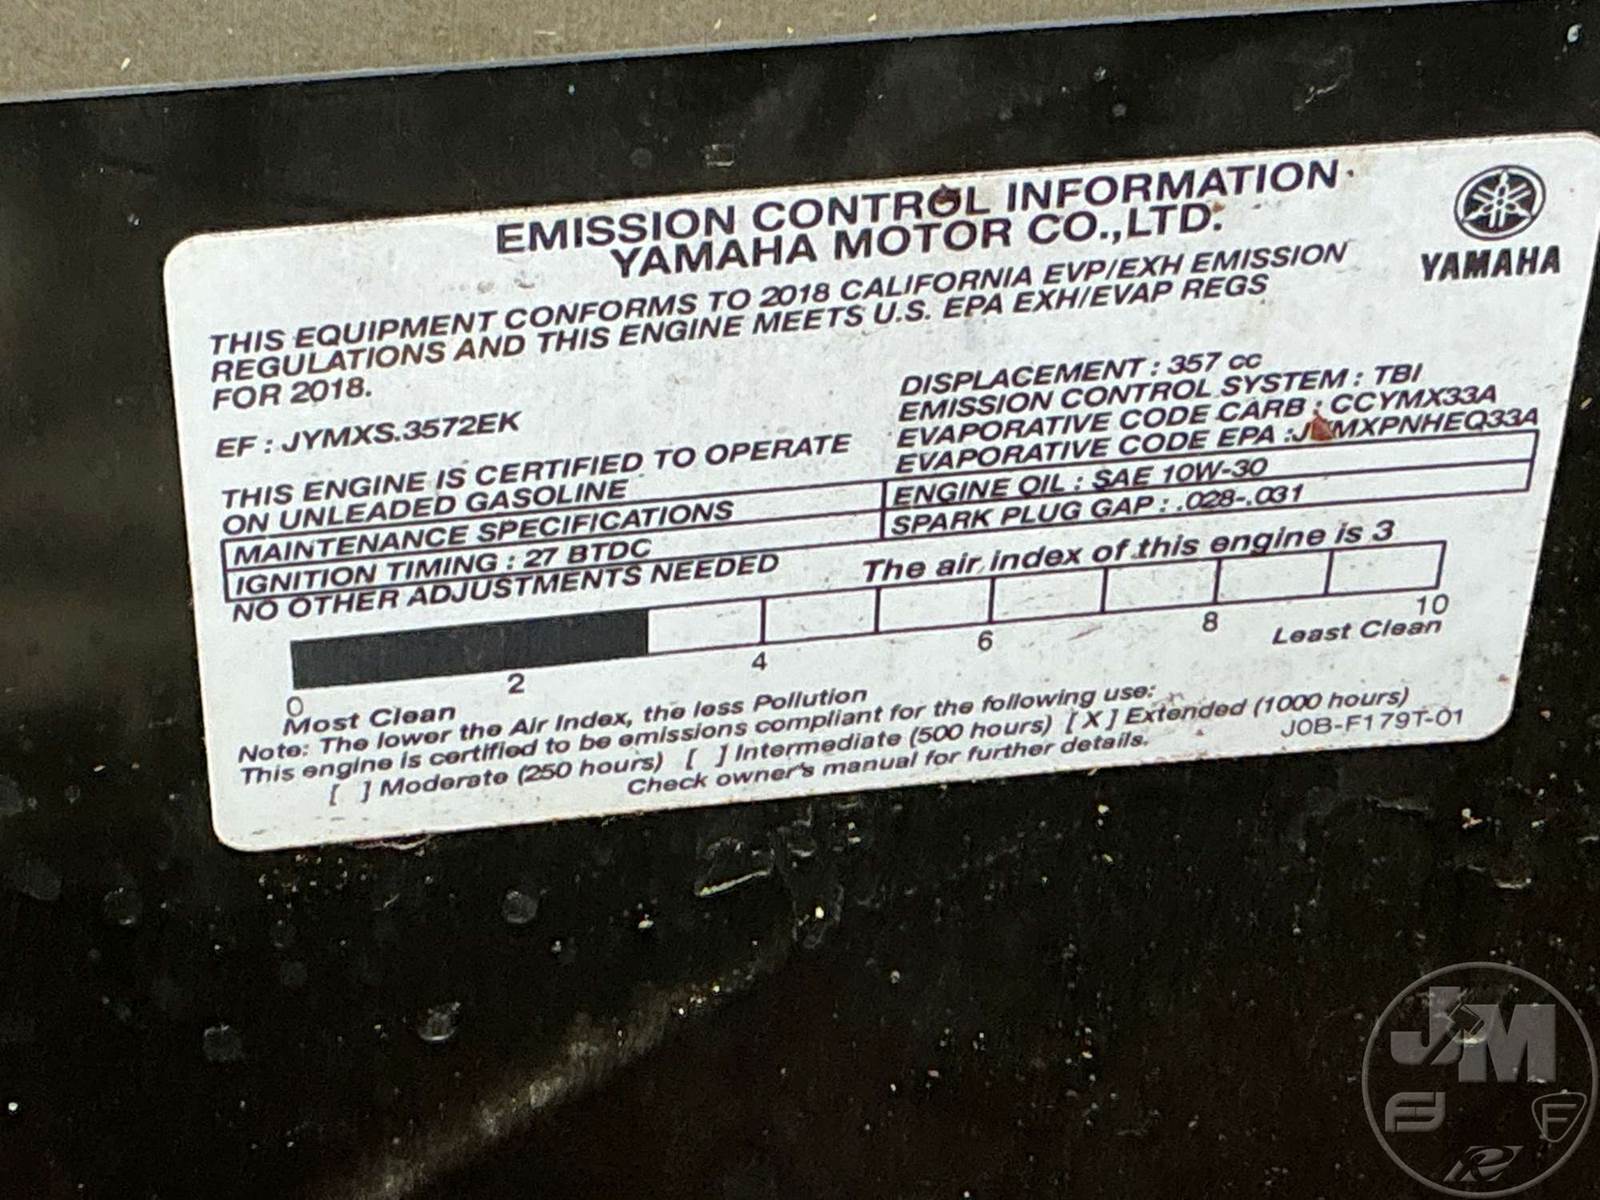 EMISSION CONTROL INFORMATION
YAMAHA MOTOR CO.,LTD.
YAMAHA
THIS EQUIPMENT CONFORMS TO 2018 CALIFORNIA EVP/EXH EMISSION
REGULATIONS AND THIS ENGINE MEETS U.S. EPA EXH/EVAP REGS
FOR 2018.
EF : JYMXS.3572EK
THIS ENGINE IS CERTIFIED TO OPERATE
ON UNLEADED GASOLINE
DISPLACEMENT : 357 cc
EMISSION CONTROL SYSTEM : TBI
EVAPORATIVE CODE CARB : CCYMX33A
EVAPORATIVE CODE EPA :
MAINTENANCE SPECIFICATIONS
ENGINE OIL : SAE 10W-30
IGNITION TIMING : 27 BTDC
SPARK PLUG GAP : .028-.031
NO OTHER ADJUSTMENTS NEEDED
The air index of this engine is 3
0 2 4 6 8 10
Most Clean Least Clean
Note: The lower the Air Index, the less Pollution
This engine is certified to be emissions compliant for the following use:
[ ] Moderate (250 hours) [ ] Intermediate (500 hours) [X] Extended (1000 hours)
Check owner's manual for further details.
J0B-F179T-01
J&M